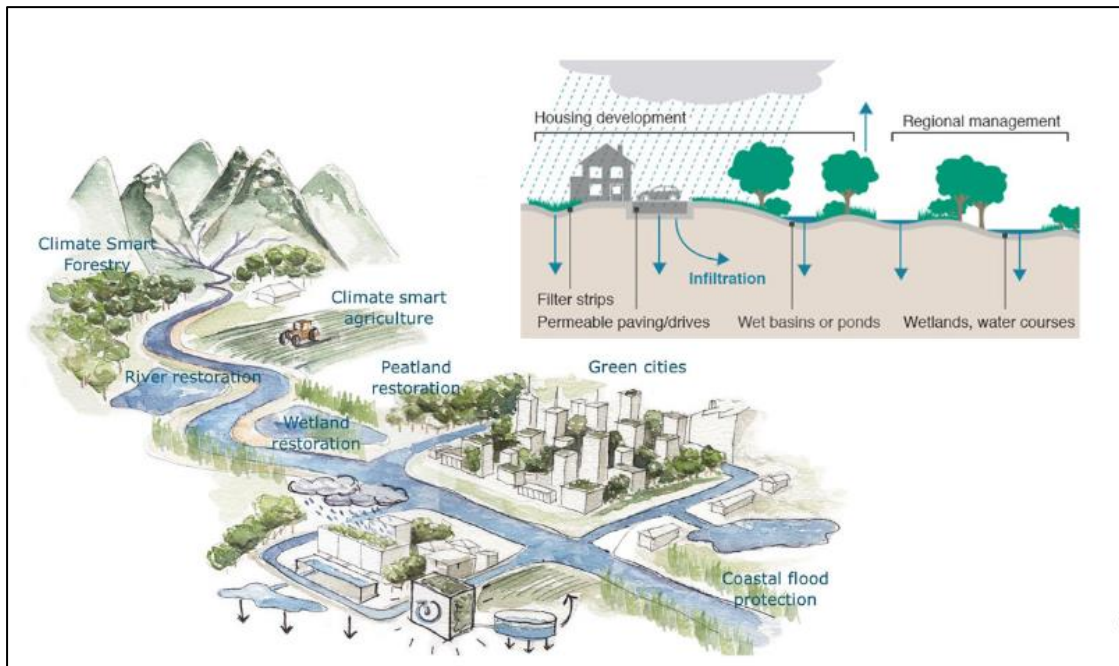 Housing development
Regional management
Infiltration
Filter strips
Permeable paving/drives
Wet basins or ponds
Wetlands, water courses
Climate Smart
Forestry
Climate smart
agriculture
River restoration
Peatland
restoration
Green cities
Wetland
restoration
Coastal flood
protection